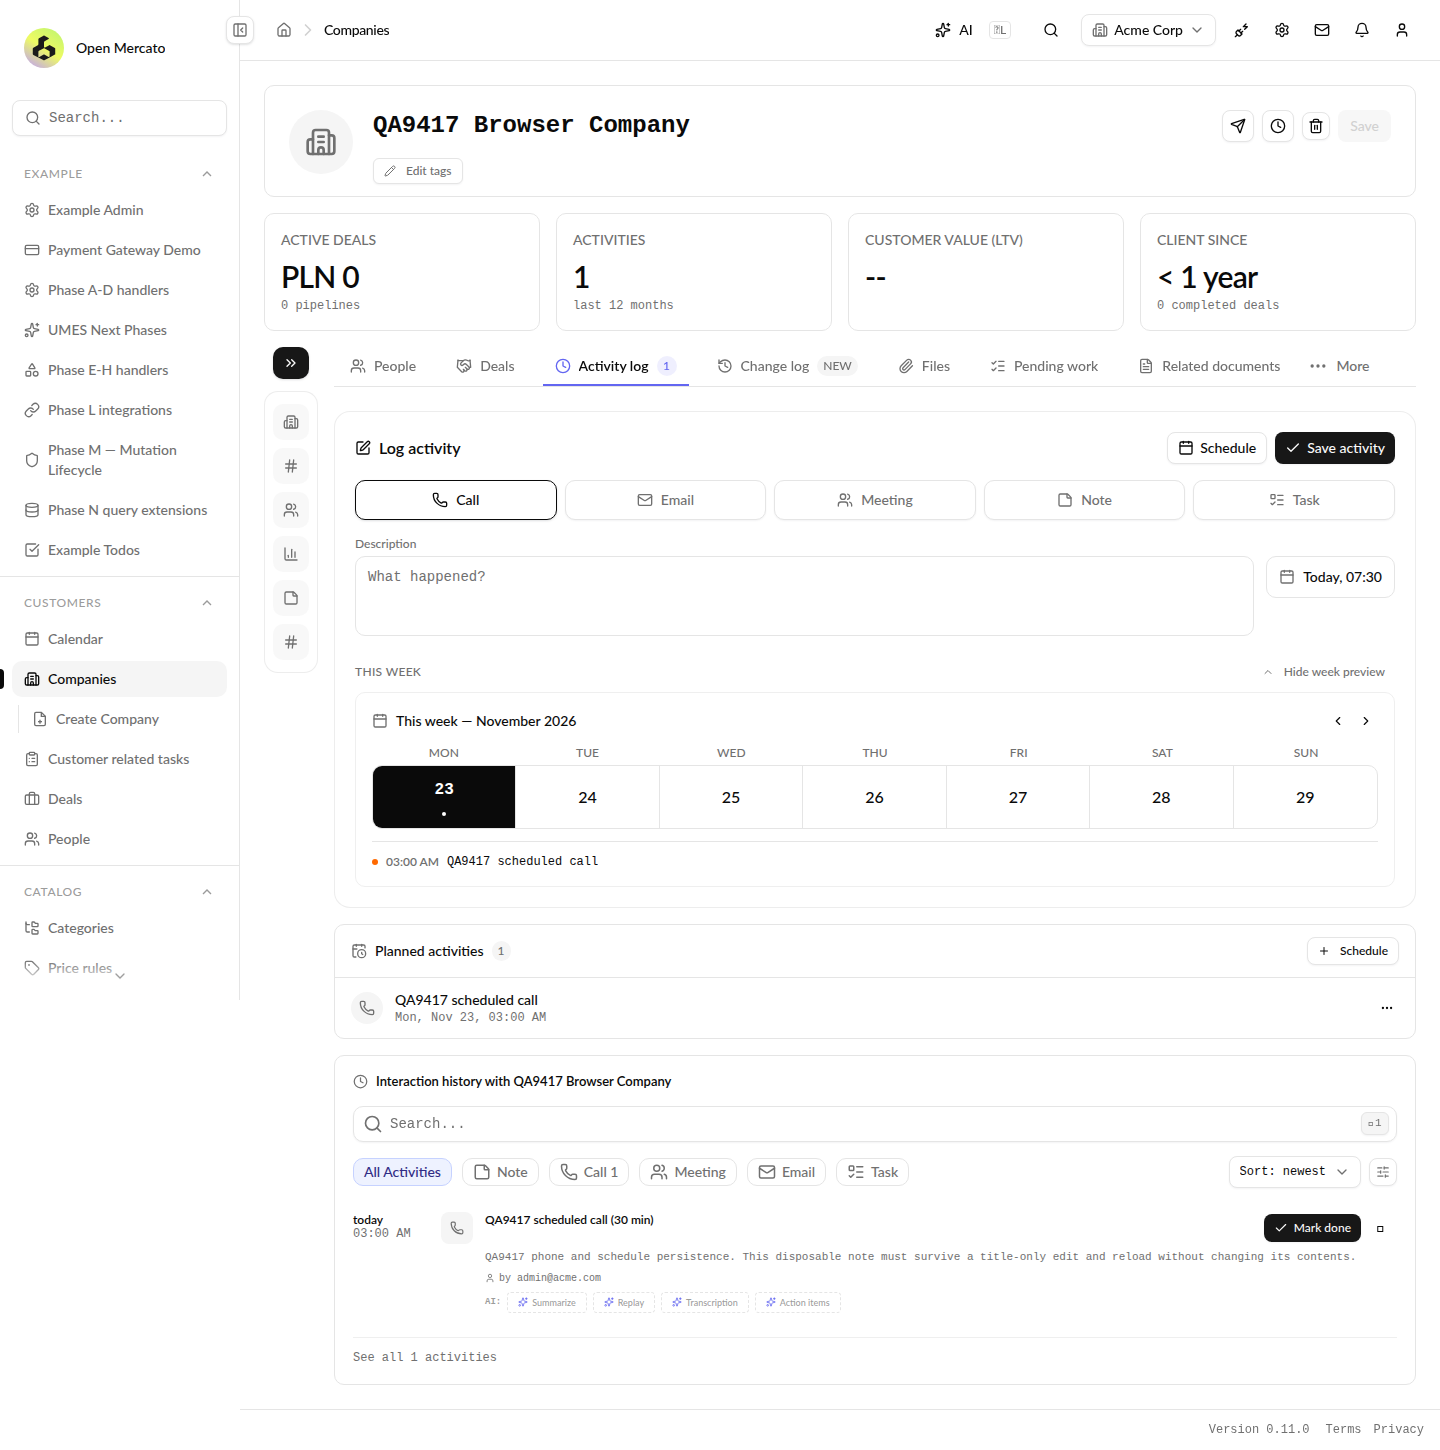 Open Mercato
Companies
AI
L
Acme Corp
Search...
EXAMPLE
Example Admin
Payment Gateway Demo
Phase A-D handlers
UMES Next Phases
Phase E-H handlers
Phase L integrations
Phase M — Mutation
Lifecycle
Phase N query extensions
Example Todos
CUSTOMERS
Calendar
Companies
Create Company
Customer related tasks
Deals
People
CATALOG
Categories
Price rules
QA9417 Browser Company
Edit tags
Save
ACTIVE DEALS
PLN 0
0 pipelines
ACTIVITIES
1
last 12 months
CUSTOMER VALUE (LTV)
--
CLIENT SINCE
< 1 year
0 completed deals
People
Deals
Activity log 1
Change log NEW
Files
Pending work
Related documents
More
Log activity
Schedule
Save activity
Call
Email
Meeting
Note
Task
Description
What happened?
Today, 07:30
THIS WEEK
Hide week preview
This week — November 2026
MON TUE WED THU FRI SAT SUN
23 24 25 26 27 28 29
03:00 AM QA9417 scheduled call
Planned activities 1
Schedule
QA9417 scheduled call
Mon, Nov 23, 03:00 AM
Interaction history with QA9417 Browser Company
Search...
1
All Activities
Note
Call 1
Meeting
Email
Task
Sort: newest
today
03:00 AM
QA9417 scheduled call (30 min)
Mark done
QA9417 phone and schedule persistence. This disposable note must survive a title-only edit and reload without changing its contents.
by admin@acme.com
AI:
Summarize
Replay
Transcription
Action items
See all 1 activities
Version 0.11.0
Terms
Privacy